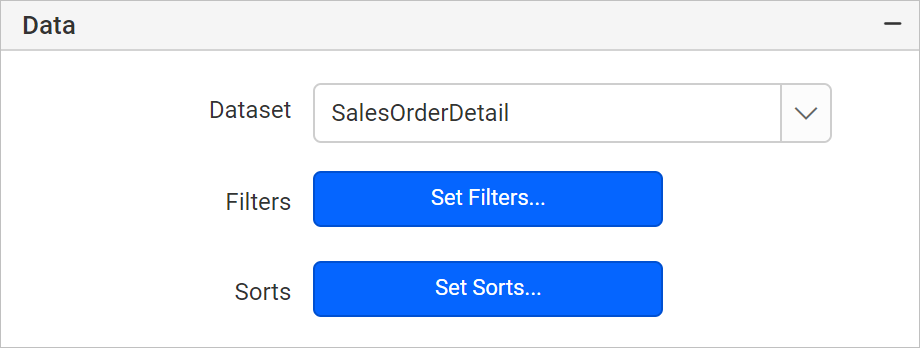 Data
Dataset SalesOrderDetail
Filters Set Filters...
Sorts Set Sorts...